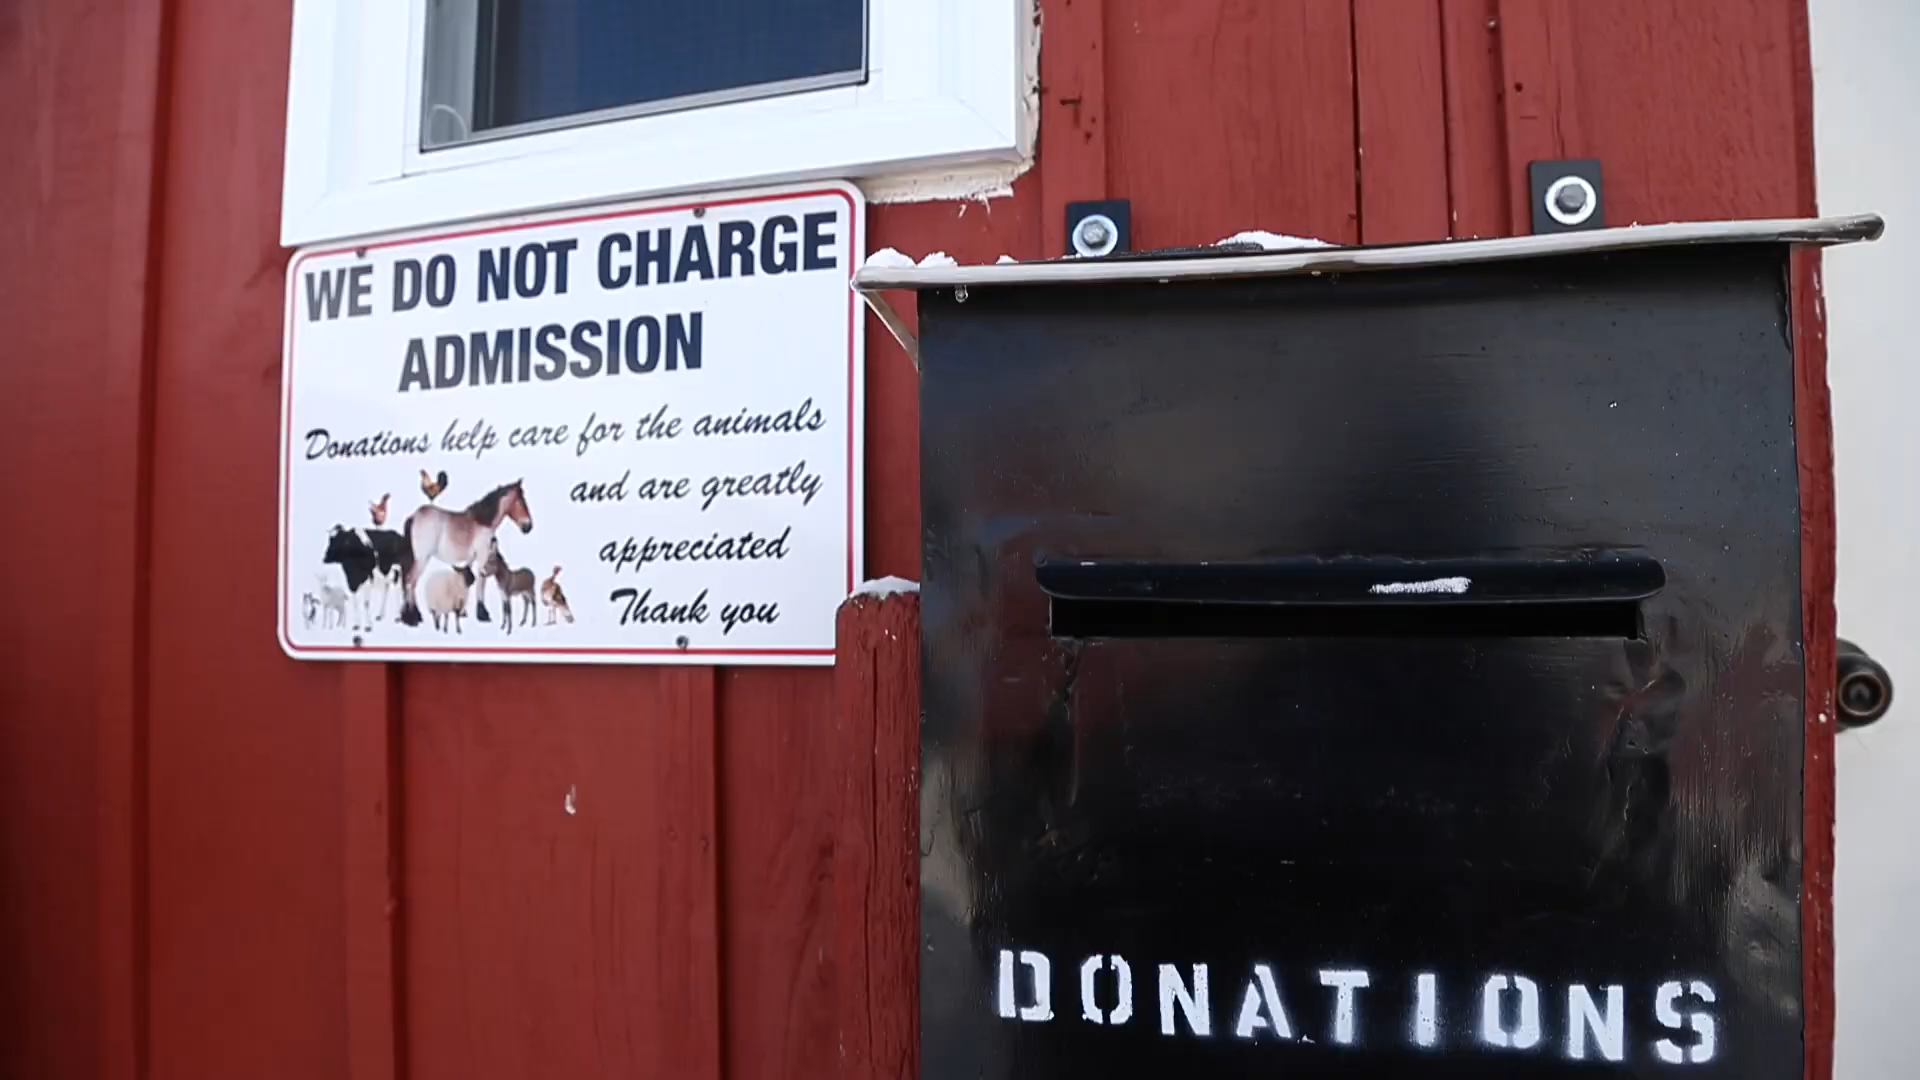 WE DO NOT CHARGE
ADMISSION
Donations help care for the animals
and are greatly
appreciated
Thank you
DONATIONS